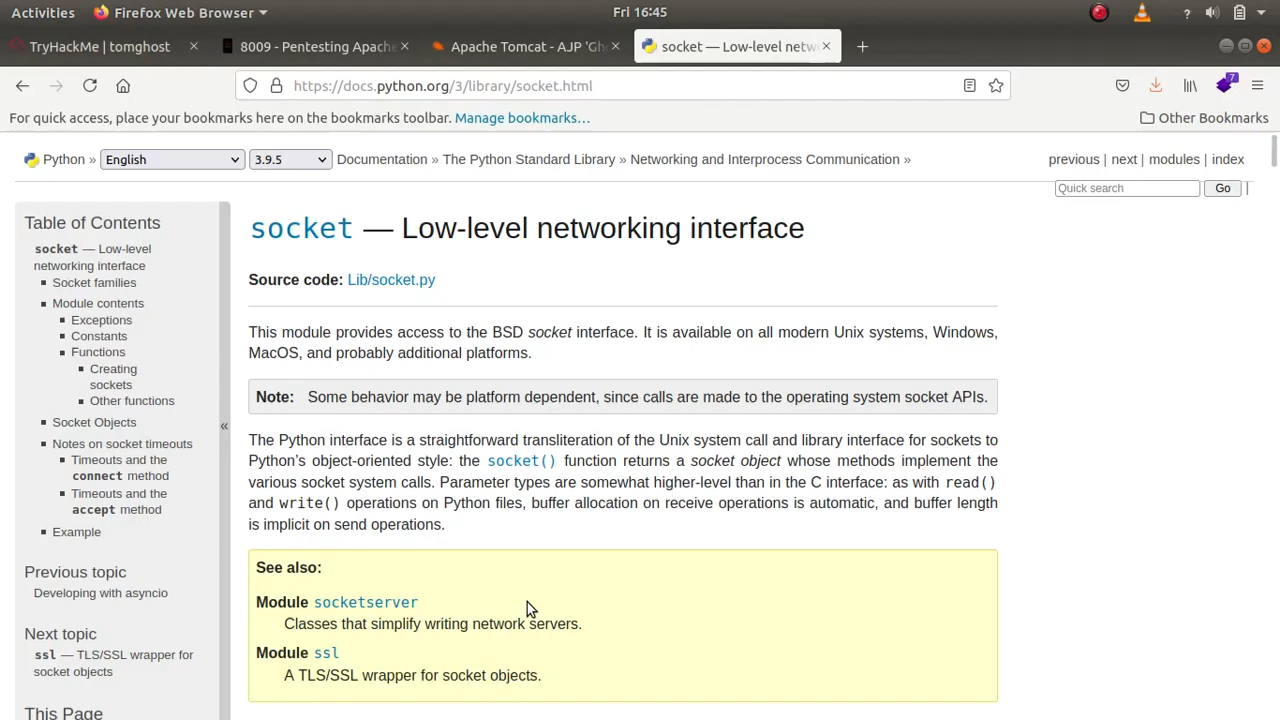 Activities Firefox Web Browser Fri 16:45 ?
TryHackMe | tomghost × 8009 - Pentesting Apache × Apache Tomcat - AJP 'Gh × socket — Low-level netw × +
https://docs.python.org/3/library/socket.html 7
For quick access, place your bookmarks here on the bookmarks toolbar. Manage bookmarks… Other Bookmarks
Python » English 3.9.5 Documentation » The Python Standard Library » Networking and Interprocess Communication » previous | next | modules | index
Quick search Go |
Table of Contents
socket — Low-level
networking interface
Socket families
Module contents
Exceptions
Constants
Functions
Creating
sockets
Other functions
Socket Objects
Notes on socket timeouts
Timeouts and the
connect method
Timeouts and the
accept method
Example
Previous topic
Developing with asyncio
Next topic
ssl — TLS/SSL wrapper for
socket objects
This Page
«
socket — Low-level networking interface
Source code: Lib/socket.py
This module provides access to the BSD socket interface. It is available on all modern Unix systems, Windows,
MacOS, and probably additional platforms.
Note: Some behavior may be platform dependent, since calls are made to the operating system socket APIs.
The Python interface is a straightforward transliteration of the Unix system call and library interface for sockets to
Python's object-oriented style: the socket() function returns a socket object whose methods implement the
various socket system calls. Parameter types are somewhat higher-level than in the C interface: as with read()
and write() operations on Python files, buffer allocation on receive operations is automatic, and buffer length
is implicit on send operations.
See also:
Module socketserver
Classes that simplify writing network servers.
Module ssl
A TLS/SSL wrapper for socket objects.